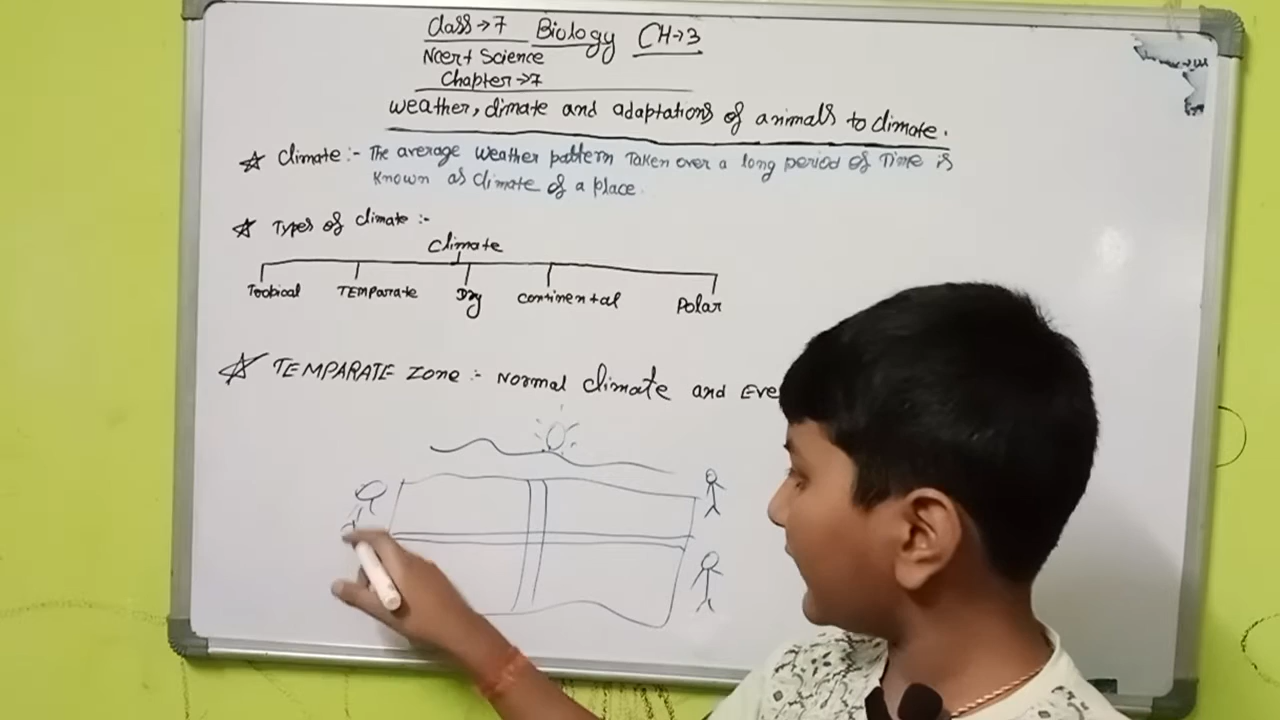 Class → 7 Biology CH → 3
Ncert Science
Chapter → 7
weather, climate and adaptations of animals to climate.
☆ Climate :- The average weather pattern Taken over a long period of Time is
known as climate of a place.
☆ Types of climate :-
Climate
Tropical TEMParate Dry continental Polar
☆ TEMPARATE Zone :- Normal climate and Eve